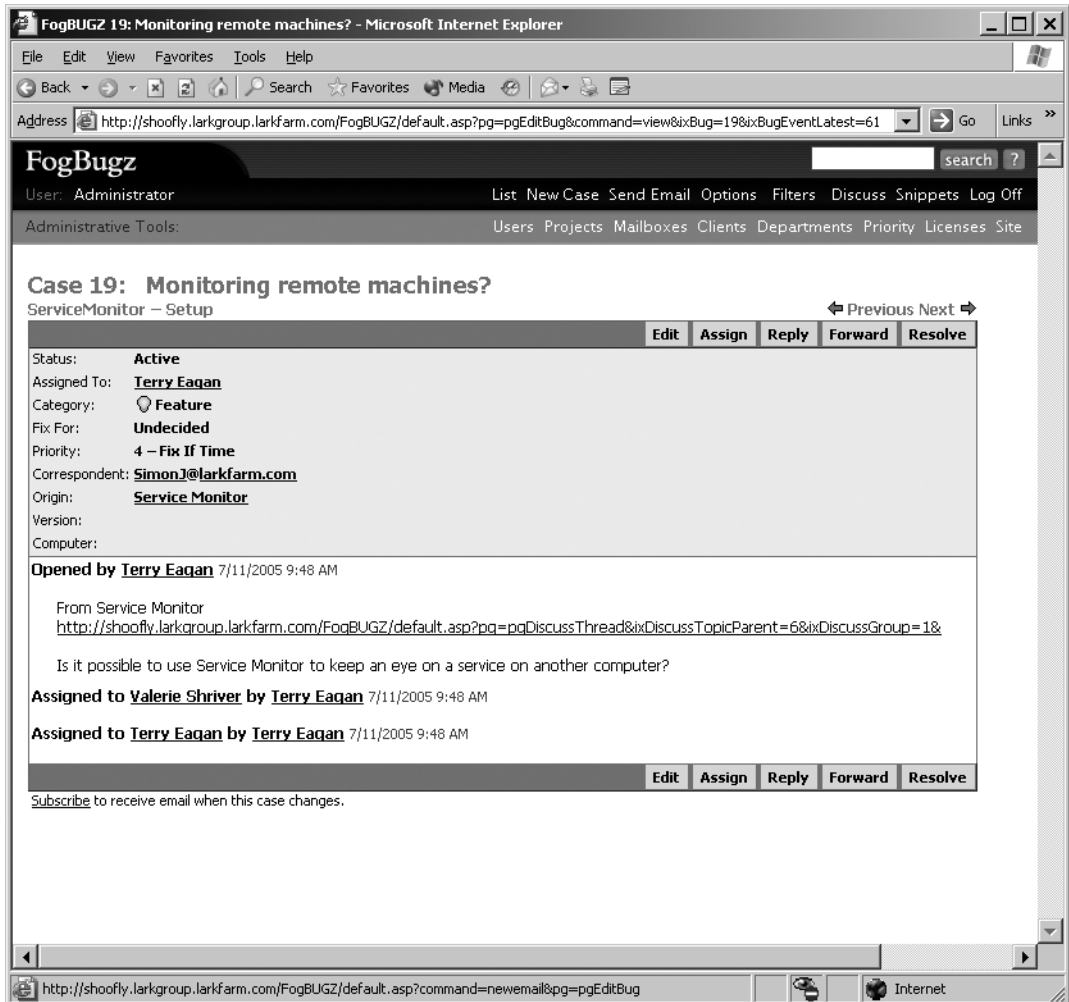 FogBUGZ 19: Monitoring remote machines? - Microsoft Internet Explorer
File Edit View Favorites Tools Help
Back Search Favorites Media
Address http://shoofly.larkgroup.larkfarm.com/FogBUGZ/default.asp?pg=pgEditBug&command=view&ixBug=19&ixBugEventLatest=61 Go Links »
FogBugz search ?
User: Administrator List New Case Send Email Options Filters Discuss Snippets Log Off
Administrative Tools: Users Projects Mailboxes Clients Departments Priority Licenses Site
Case 19: Monitoring remote machines?
ServiceMonitor – Setup Previous Next
Edit Assign Reply Forward Resolve
Status: Active
Assigned To: Terry Eagan
Category: Feature
Fix For: Undecided
Priority: 4 – Fix If Time
Correspondent: SimonJ@larkfarm.com
Origin: Service Monitor
Version:
Computer:
Opened by Terry Eagan 7/11/2005 9:48 AM
From Service Monitor
http://shoofly.larkgroup.larkfarm.com/FogBUGZ/default.asp?pg=pgDiscussThread&ixDiscussTopicParent=6&ixDiscussGroup=1&
Is it possible to use Service Monitor to keep an eye on a service on another computer?
Assigned to Valerie Shriver by Terry Eagan 7/11/2005 9:48 AM
Assigned to Terry Eagan by Terry Eagan 7/11/2005 9:48 AM
Edit Assign Reply Forward Resolve
Subscribe to receive email when this case changes.
http://shoofly.larkgroup.larkfarm.com/FogBUGZ/default.asp?command=newemail&pg=pgEditBug Internet